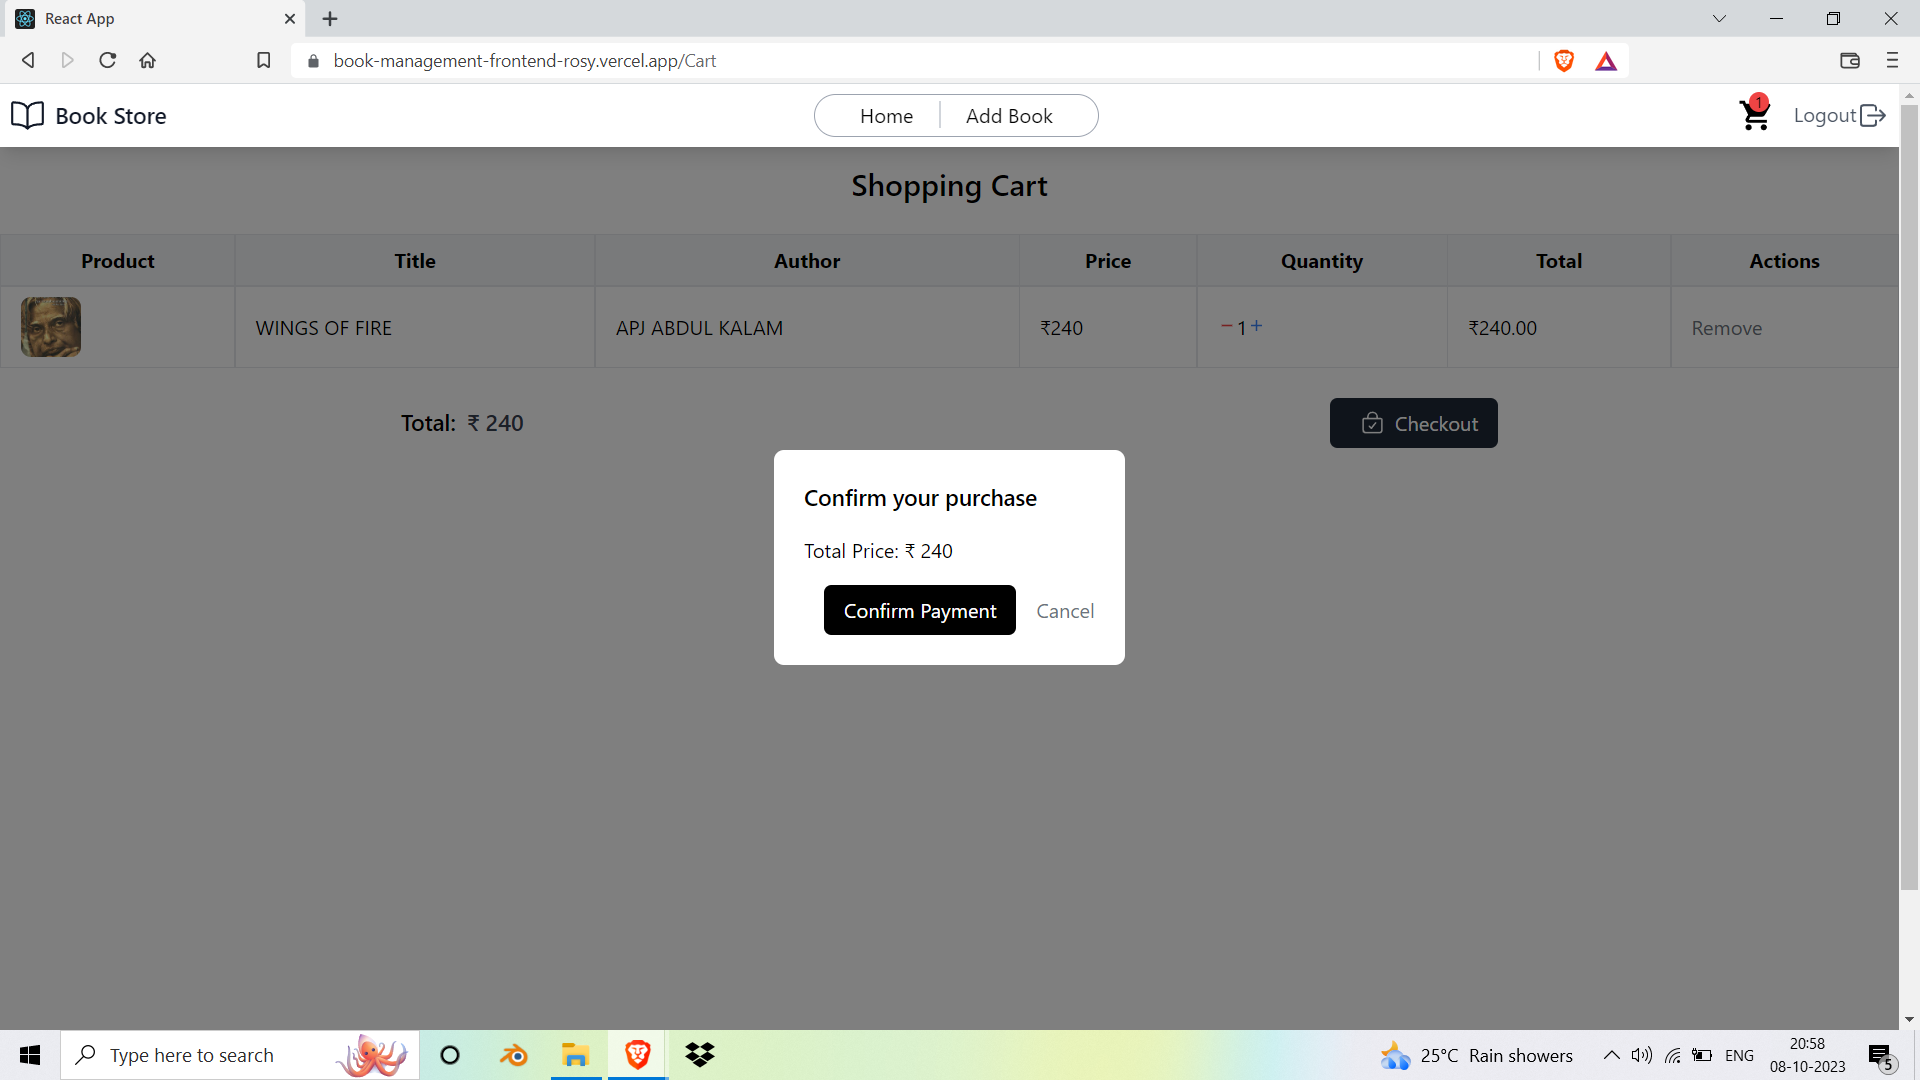 React App
book-management-frontend-rosy.vercel.app/Cart
Book Store
Home
Add Book
1
Logout
Shopping Cart
Product Title Author Price Quantity Total Actions
WINGS OF FIRE APJ ABDUL KALAM ₹240 − 1 + ₹240.00 Remove
Total: ₹ 240
Checkout
Confirm your purchase
Total Price: ₹ 240
Confirm Payment Cancel
Type here to search
25°C Rain showers
ENG
20:58
08-10-2023
5